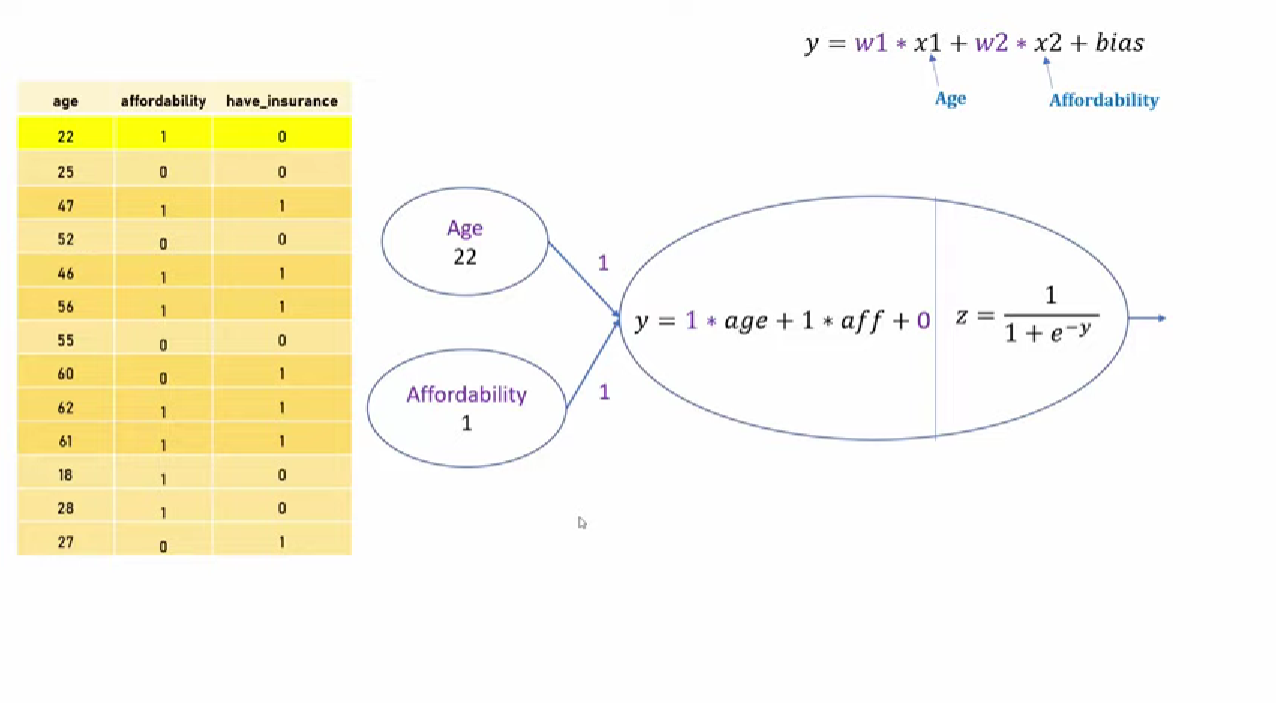 y = w1 * x1 + w2 * x2 + bias
Age Affordability
age affordability have_insurance
22 1 0
25 0 0
47 1 1
52 0 0
46 1 1
56 1 1
55 0 0
60 0 1
62 1 1
61 1 1
18 1 0
28 1 0
27 0 1
Age
22
1
y = 1 * age + 1 * aff + 0
z = 1 / 1 + e^−y
Affordability
1
1